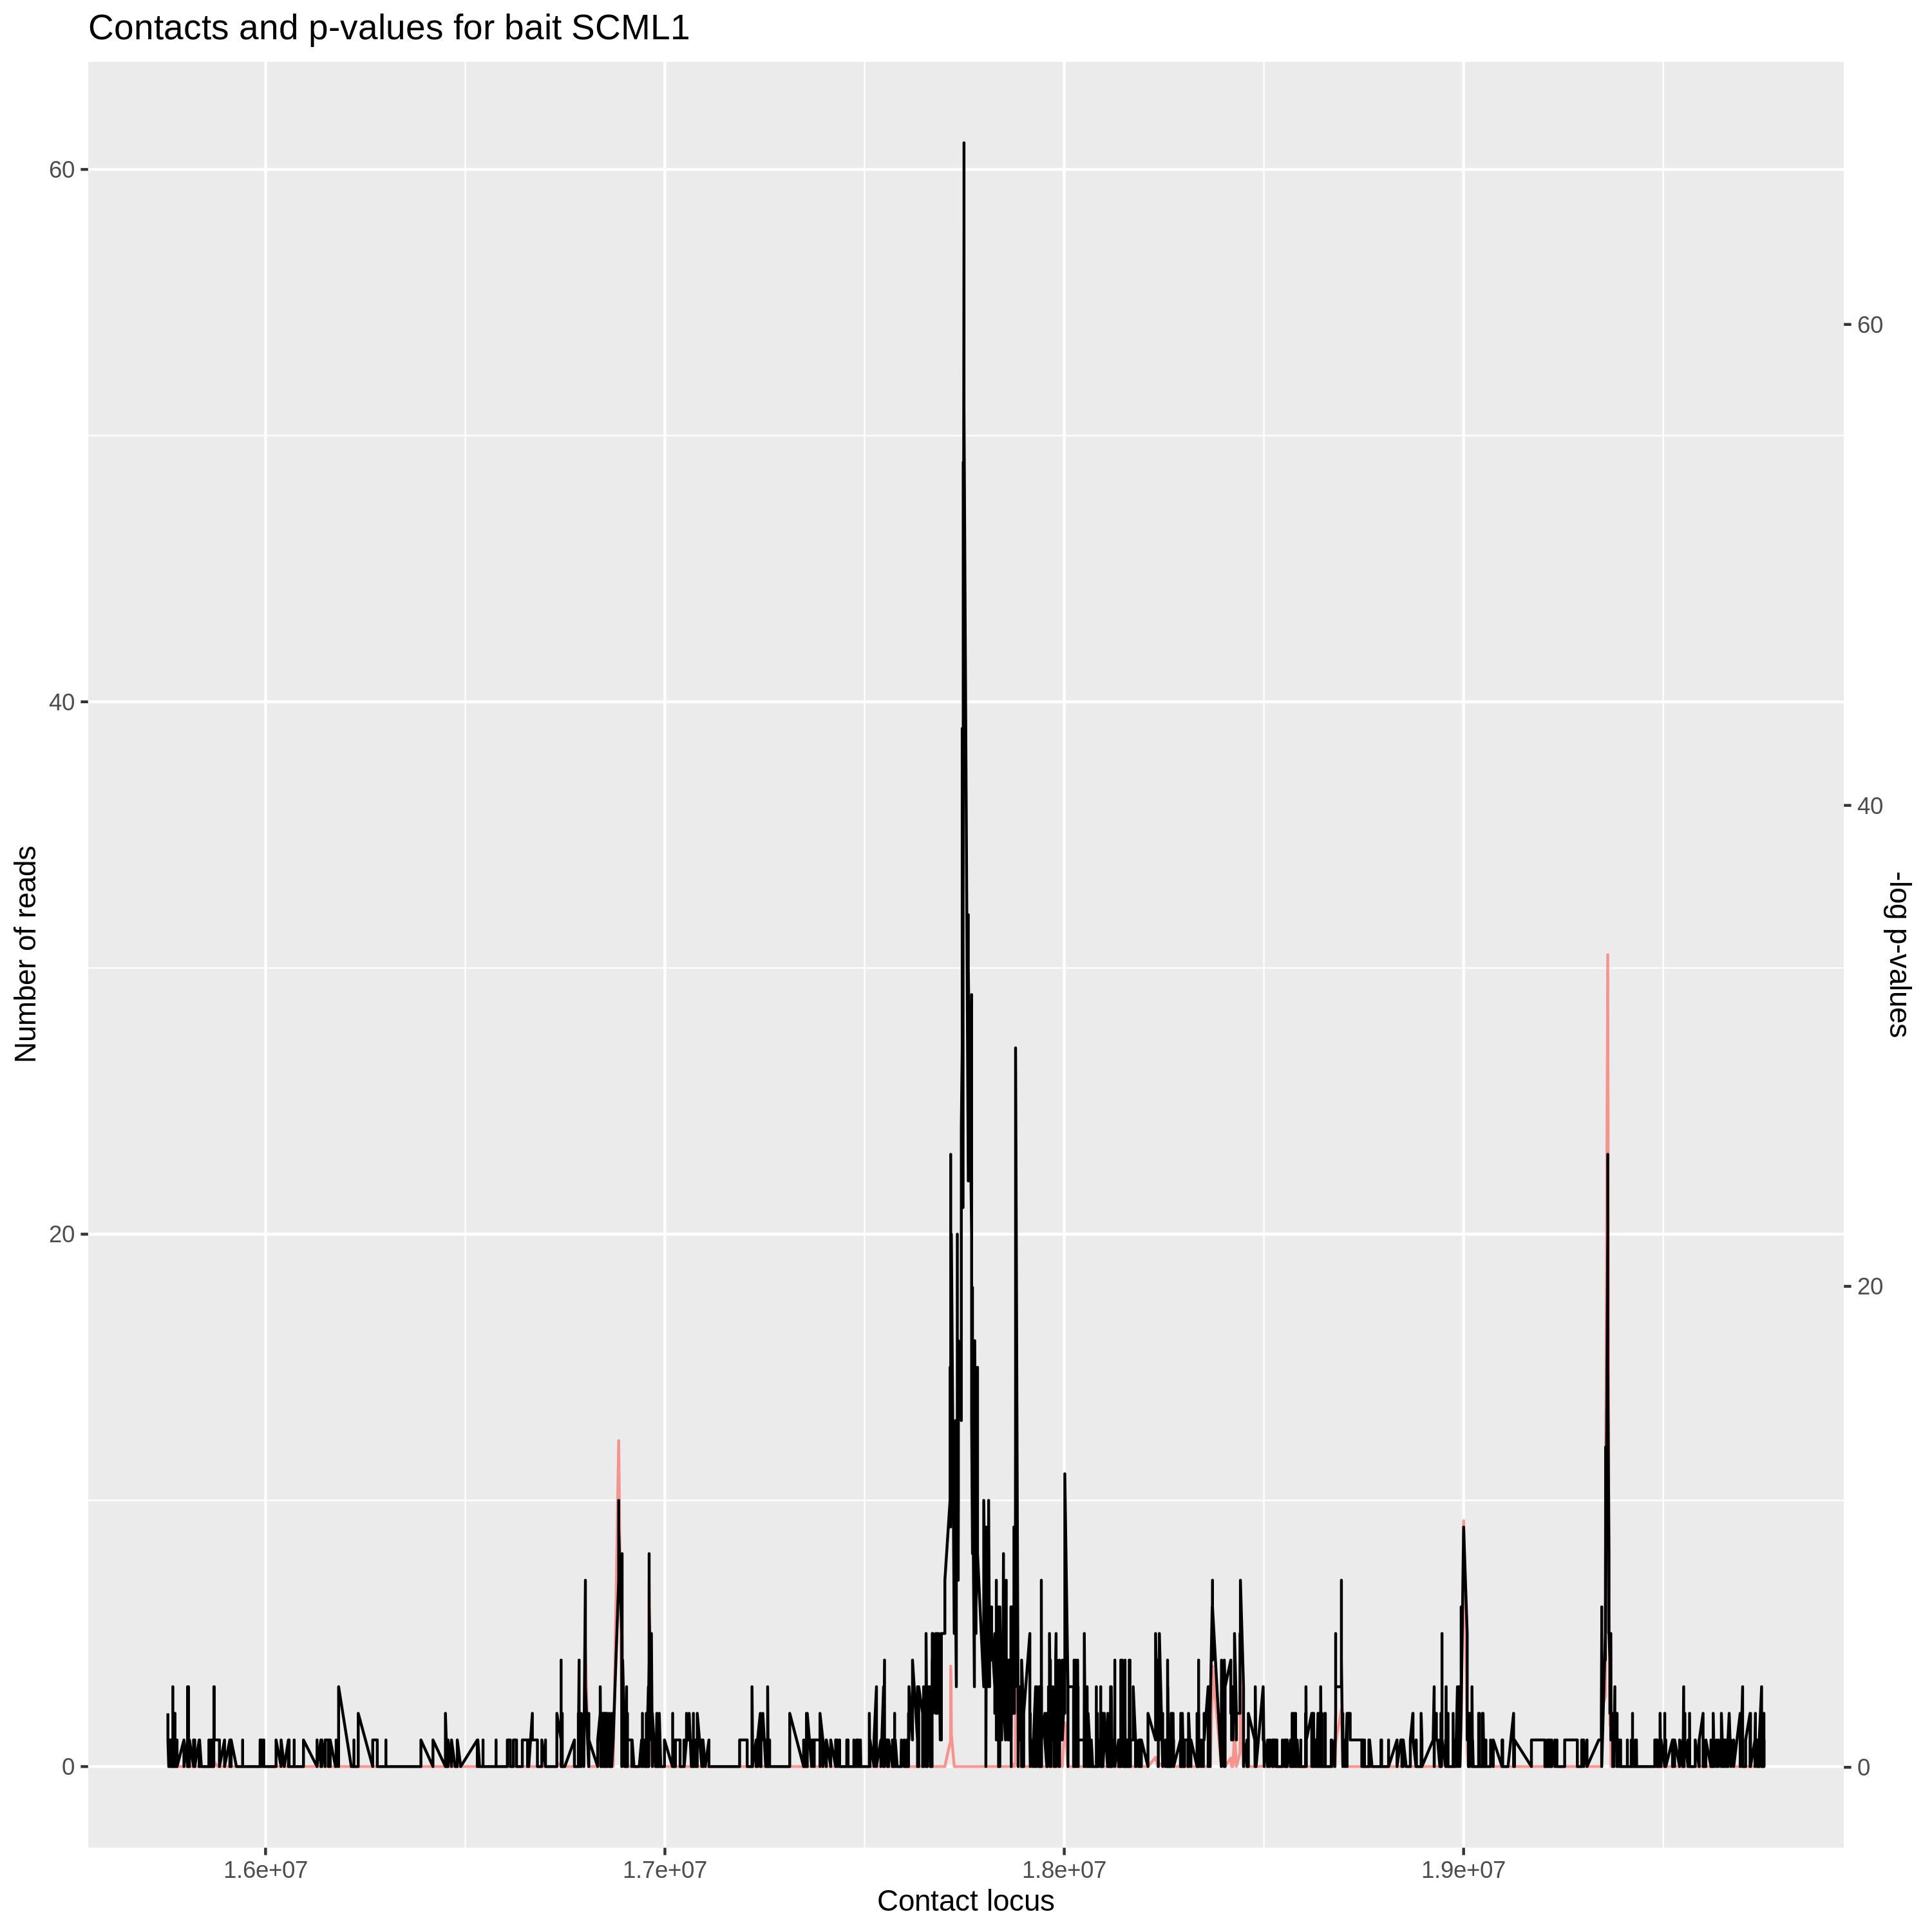 Contacts and p-values for bait SCML1
60
40
20
0
Number of reads
60
40
20
0
-log p-values
1.6e+07 1.7e+07 1.8e+07 1.9e+07
Contact locus